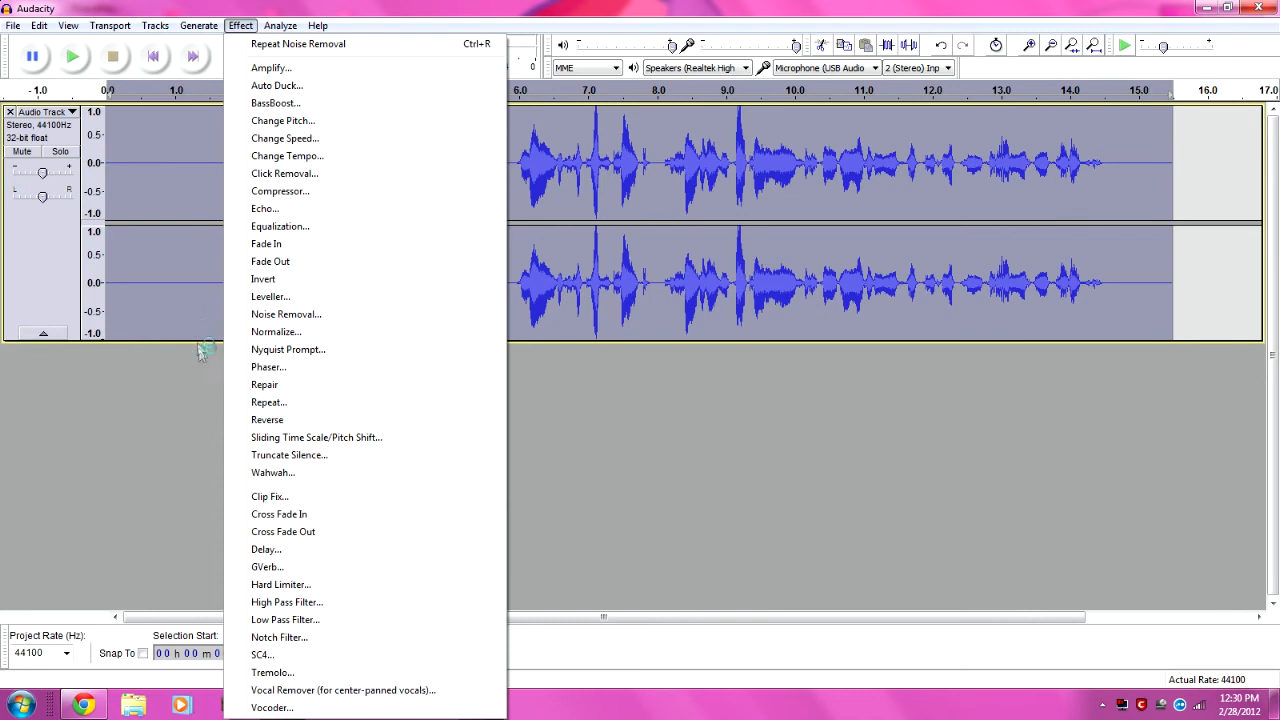 Audacity
File Edit View Transport Tracks Generate Effect Analyze Help
Repeat Noise Removal Ctrl+R
Amplify...
Auto Duck...
BassBoost...
Change Pitch...
Change Speed...
Change Tempo...
Click Removal...
Compressor...
Echo...
Equalization...
Fade In
Fade Out
Invert
Leveller...
Noise Removal...
Normalize...
Nyquist Prompt...
Phaser...
Repair
Repeat...
Reverse
Sliding Time Scale/Pitch Shift...
Truncate Silence...
Wahwah...
Clip Fix...
Cross Fade In
Cross Fade Out
Delay...
GVerb...
Hard Limiter...
High Pass Filter...
Low Pass Filter...
Notch Filter...
SC4...
Tremolo...
Vocal Remover (for center-panned vocals)...
Vocoder...
0
MME Speakers (Realtek High Microphone (USB Audio 2 (Stereo) Inp
- 1.0 0.0 1.0 6.0 7.0 8.0 9.0 10.0 11.0 12.0 13.0 14.0 15.0 16.0 17.0
Audio Track
Stereo, 44100Hz
32-bit float
Mute Solo
- +
L R
1.0
0.5
0.0
-0.5
-1.0
1.0
0.5
0.0
-0.5
-1.0
Project Rate (Hz): Selection Start:
44100 Snap To 0 0 h 0 0 m 0
Actual Rate: 44100
12:30 PM
2/28/2012